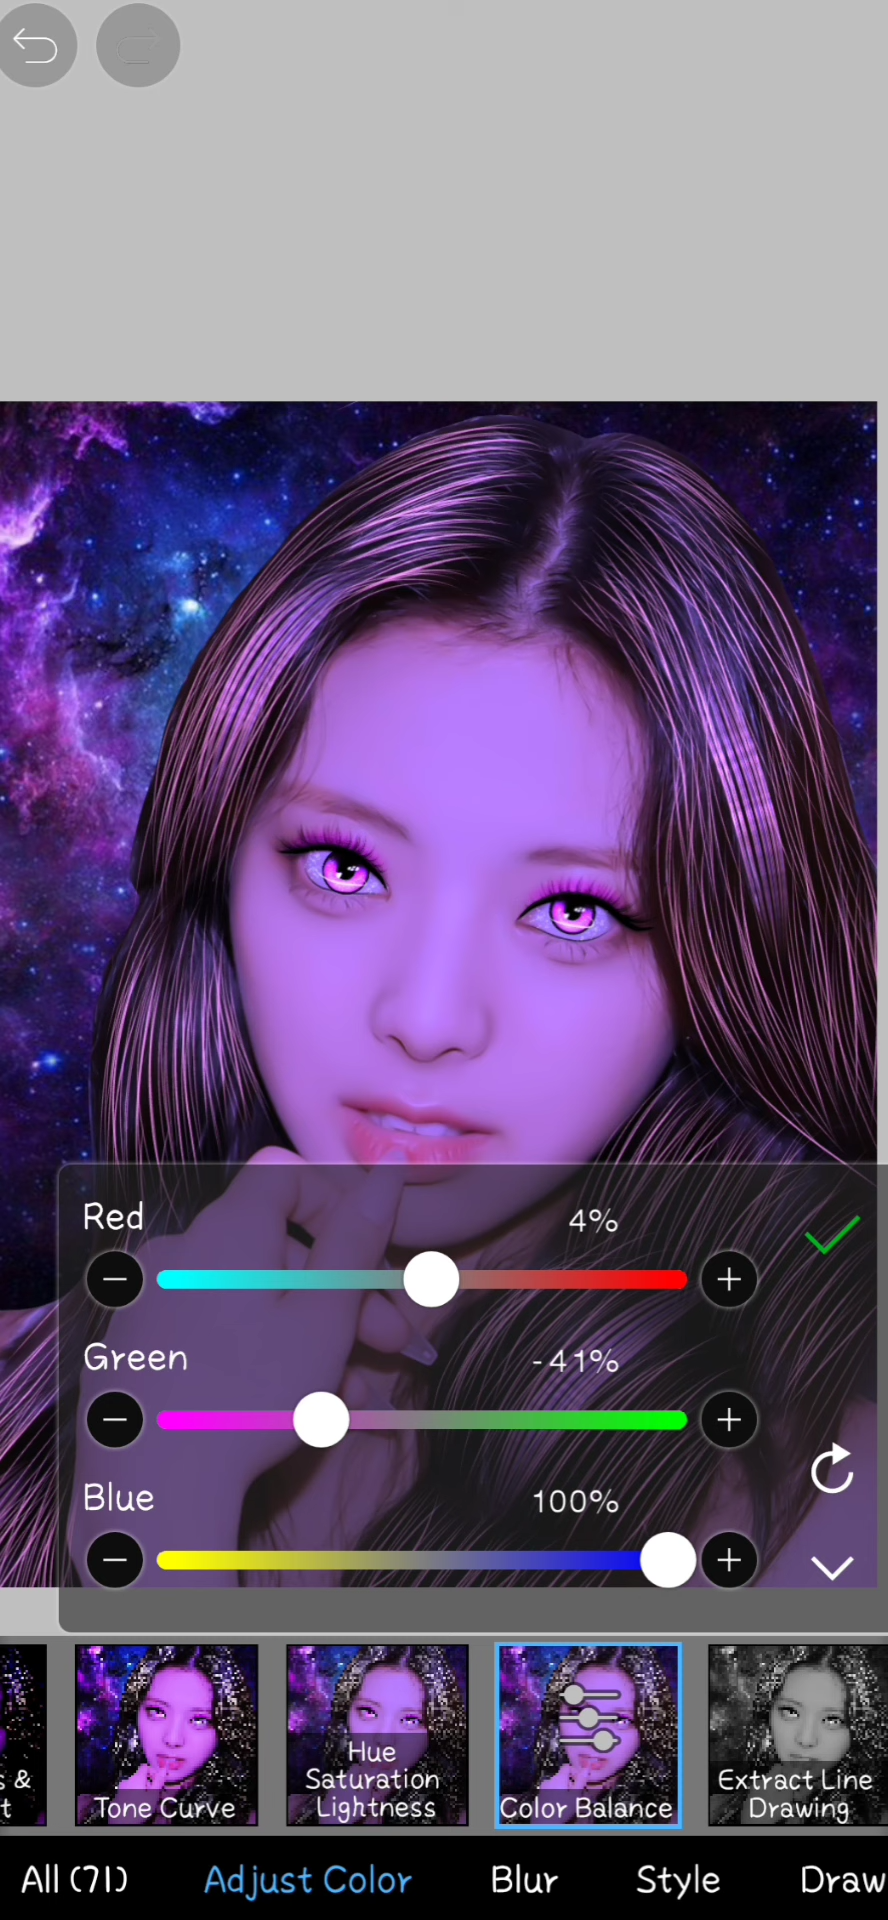 Red 4%
Green -41%
Blue 100%
s &
t
Tone Curve
Hue
Saturation
Lightness
Color Balance
Extract Line
Drawing
All (71) Adjust Color Blur Style Draw